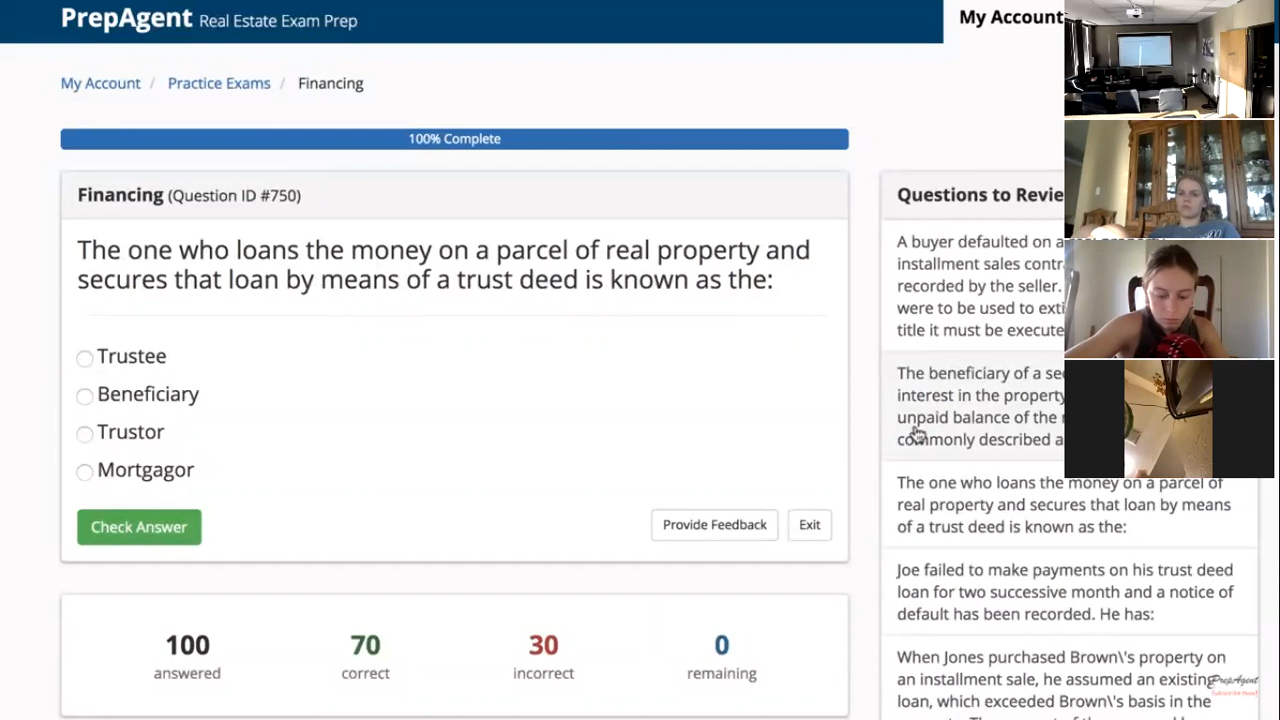 PrepAgent Real Estate Exam Prep
My Account
My Account / Practice Exams / Financing
100% Complete
Financing (Question ID #750)
The one who loans the money on a parcel of real property and
secures that loan by means of a trust deed is known as the:
Trustee
Beneficiary
Trustor
Mortgagor
Check Answer
Provide Feedback
Exit
100
answered
70
correct
30
incorrect
0
remaining
Questions to Revie
A buyer defaulted on a
installment sales contr
recorded by the seller.
were to be used to exti
title it must be execute
The beneficiary of a se
interest in the property
unpaid balance of the
commonly described a
The one who loans the money on a parcel of
real property and secures that loan by means
of a trust deed is known as the:
Joe failed to make payments on his trust deed
loan for two successive month and a notice of
default has been recorded. He has:
When Jones purchased Brown\'s property on
an installment sale, he assumed an existing
loan, which exceeded Brown\'s basis in the
PrepAgent